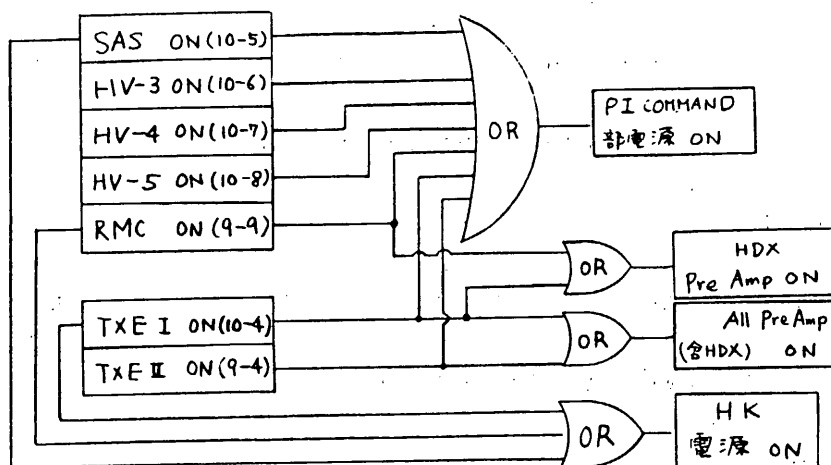 SAS ON(10-5)
HV-3 ON(10-6)
HV-4 ON(10-7)
HV-5 ON(10-8)
RMC ON(9-9)
TXE I ON(10-4)
TXE II ON(9-4)
OR
PI COMMAND
部電源 ON
OR
HDX
Pre Amp ON
OR
All Pre Amp
(含HDX) ON
OR
HK
電源 ON